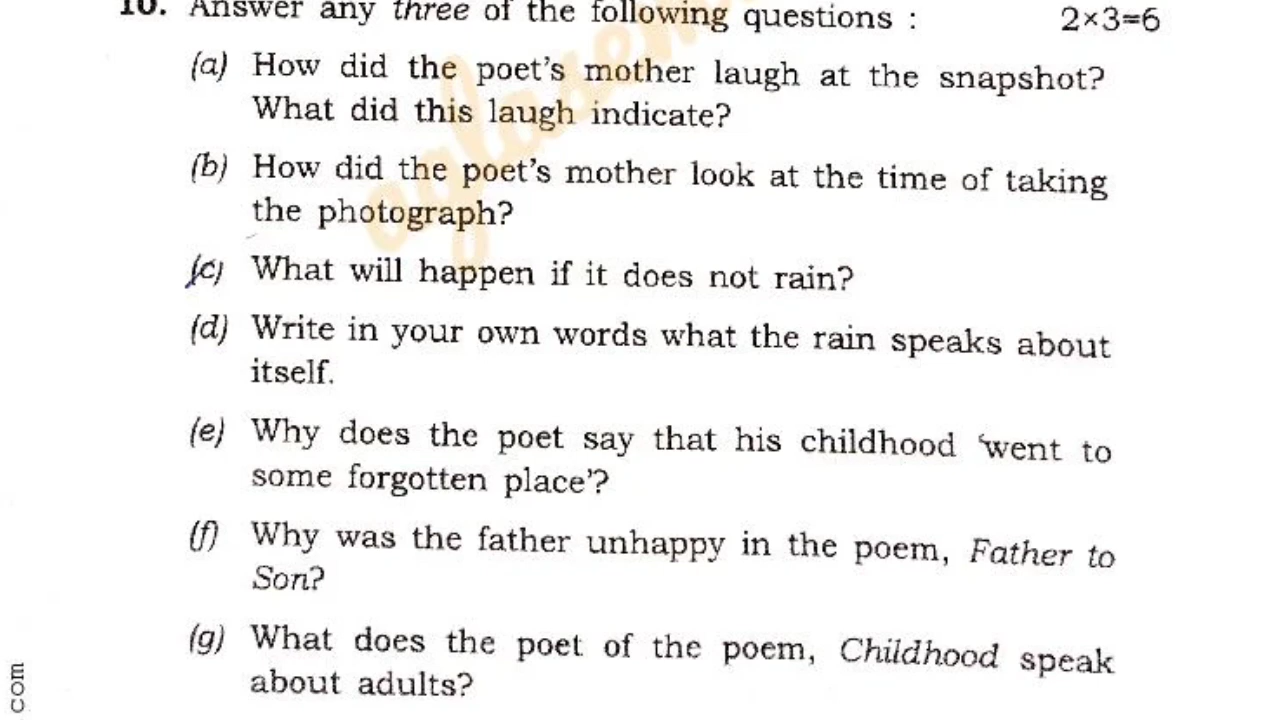 10. Answer any three of the following questions : 2×3=6
(a) How did the poet's mother laugh at the snapshot?
What did this laugh indicate?
(b) How did the poet's mother look at the time of taking
the photograph?
(c) What will happen if it does not rain?
(d) Write in your own words what the rain speaks about
itself.
(e) Why does the poet say that his childhood 'went to
some forgotten place'?
(f) Why was the father unhappy in the poem, Father to
Son?
(g) What does the poet of the poem, Childhood speak
about adults?
com